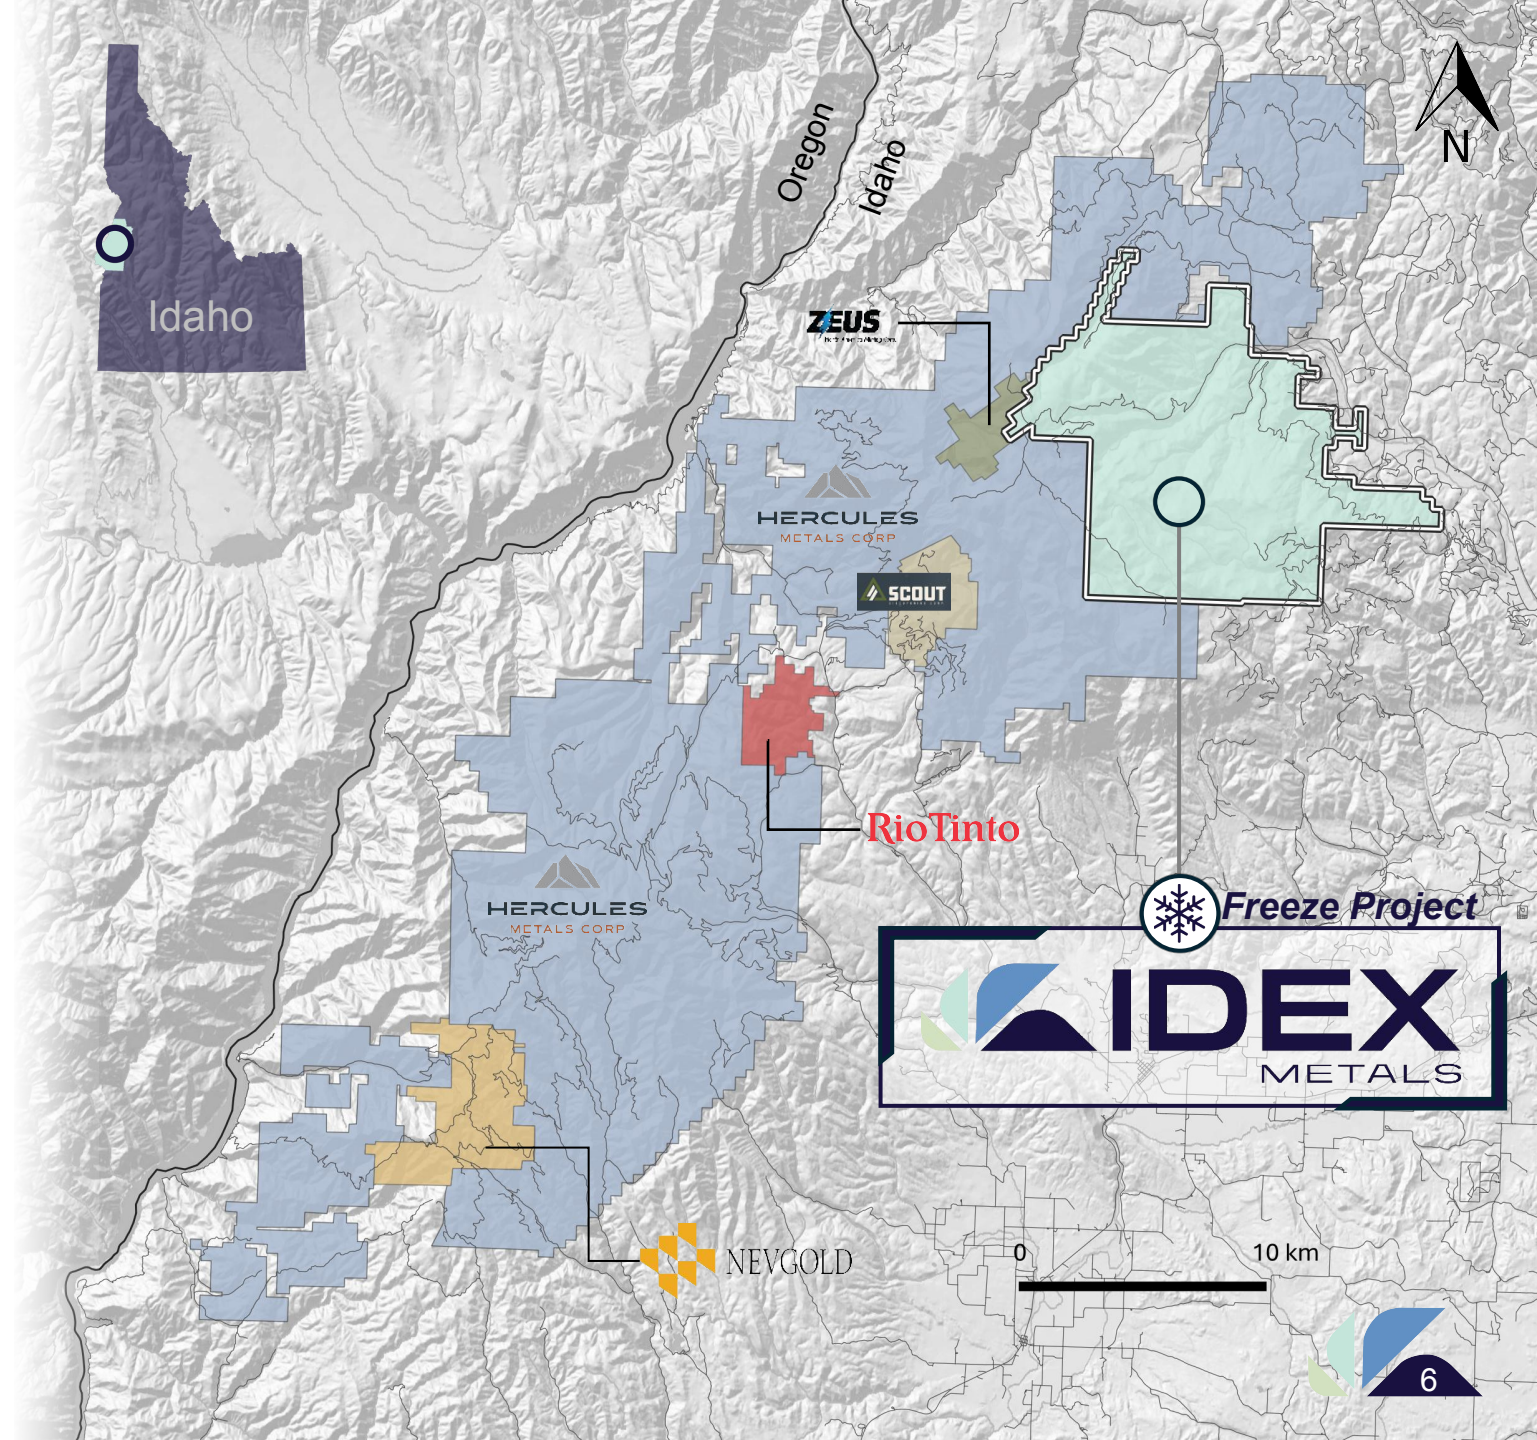 Oregon
Idaho
N
Idaho
ZEUS
HERCULES
METALS CORP
SCOUT
RioTinto
HERCULES
METALS CORP
Freeze Project
IDEX
METALS
NEVGOLD
0 10 km
6